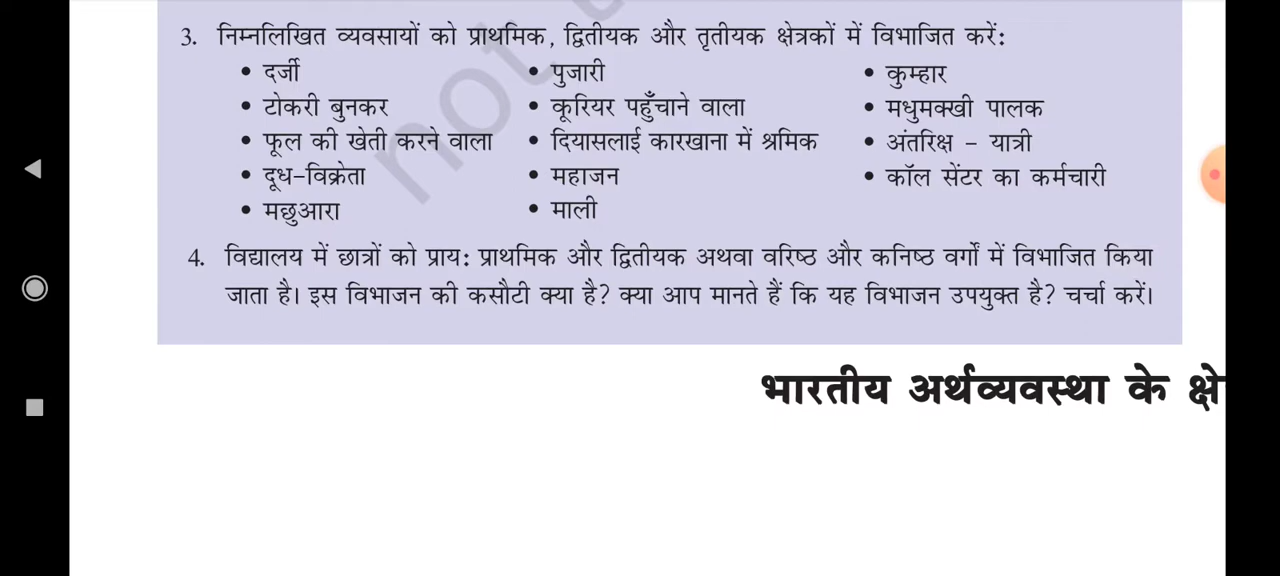 3. निम्नलिखित व्यवसायों को प्राथमिक, द्वितीयक और तृतीयक क्षेत्रकों में विभाजित करें:
• दर्जी • पुजारी • कुम्हार
• टोकरी बुनकर • कूरियर पहुँचाने वाला • मधुमक्खी पालक
• फूल की खेती करने वाला • दियासलाई कारखाना में श्रमिक • अंतरिक्ष – यात्री
• दूध–विक्रेता • महाजन • कॉल सेंटर का कर्मचारी
• मछुआरा • माली
4. विद्यालय में छात्रों को प्राय: प्राथमिक और द्वितीयक अथवा वरिष्ठ और कनिष्ठ वर्गों में विभाजित किया
जाता है। इस विभाजन की कसौटी क्या है? क्या आप मानते हैं कि यह विभाजन उपयुक्त है? चर्चा करें।
भारतीय अर्थव्यवस्था के क्षे
not